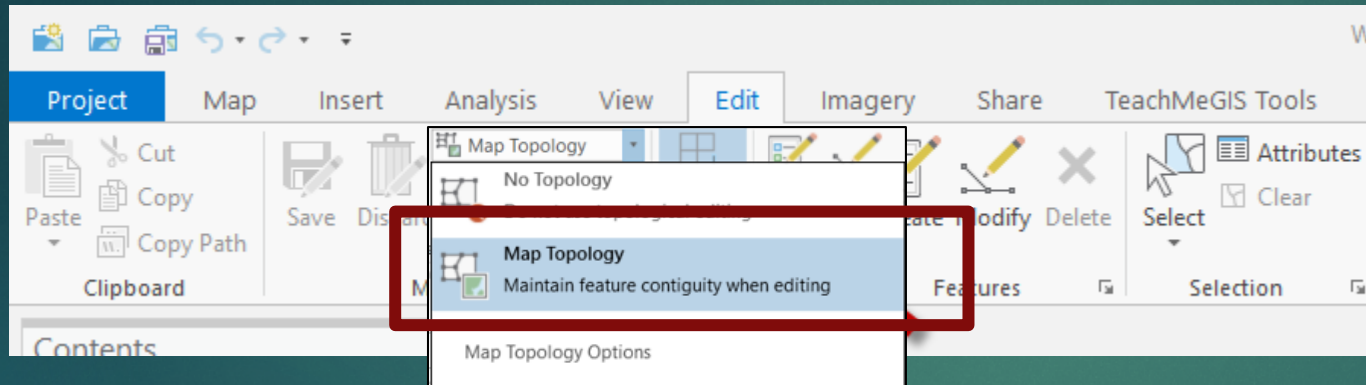 W
Project Map Insert Analysis View Edit Imagery Share TeachMeGIS Tools
Cut
Copy
Copy Path
Paste
Clipboard
Save
Map Topology
No Topology
Map Topology
Maintain feature contiguity when editing
Map Topology Options
Modify Delete
Features
Select
Attributes
Clear
Selection
Contents